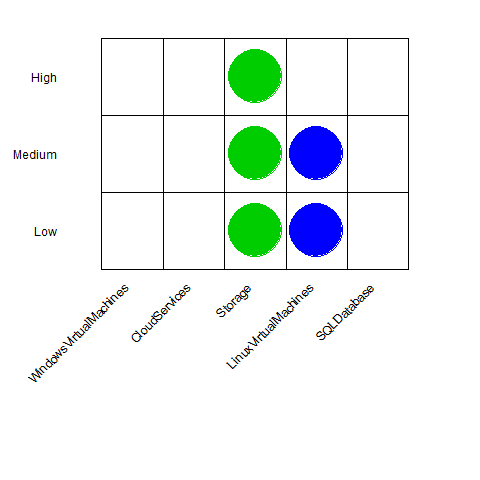 High
Medium
Low
WindowsVirtualMachines
CloudServices
Storage
LinuxVirtualMachines
SQLDatabase